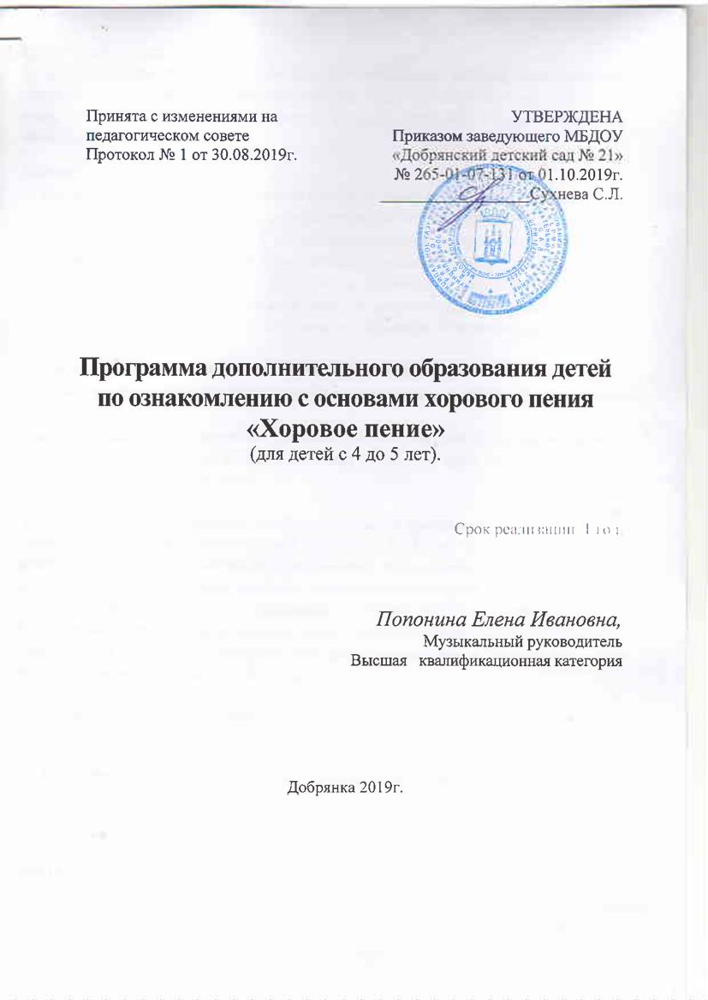 Принята с изменениями на
педагогическом совете
Протокол № 1 от 30.08.2019г.
УТВЕРЖДЕНА
Приказом заведующего МБДОУ
«Добрянский детский сад № 21»
№ 265-01-07-131 от 01.10.2019г.
Сухнева С.Л.
Программа дополнительного образования детей
по ознакомлению с основами хорового пения
«Хоровое пение»
(для детей с 4 до 5 лет).
Срок реализации 1 год
Попонина Елена Ивановна,
Музыкальный руководитель
Высшая квалификационная категория
Добрянка 2019г.